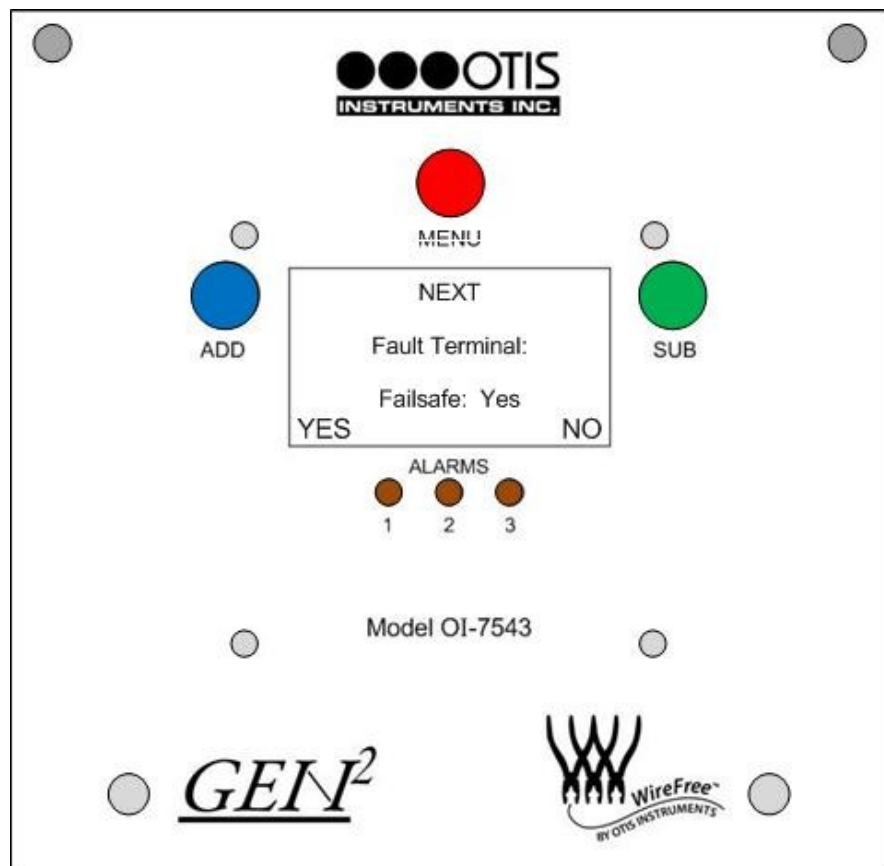 OTIS
INSTRUMENTS INC.
MENU
NEXT
ADD
Fault Terminal:
SUB
Failsafe: Yes
YES NO
ALARMS
1 2 3
Model OI-7543
GEN²
WireFree™
BY OTIS INSTRUMENTS